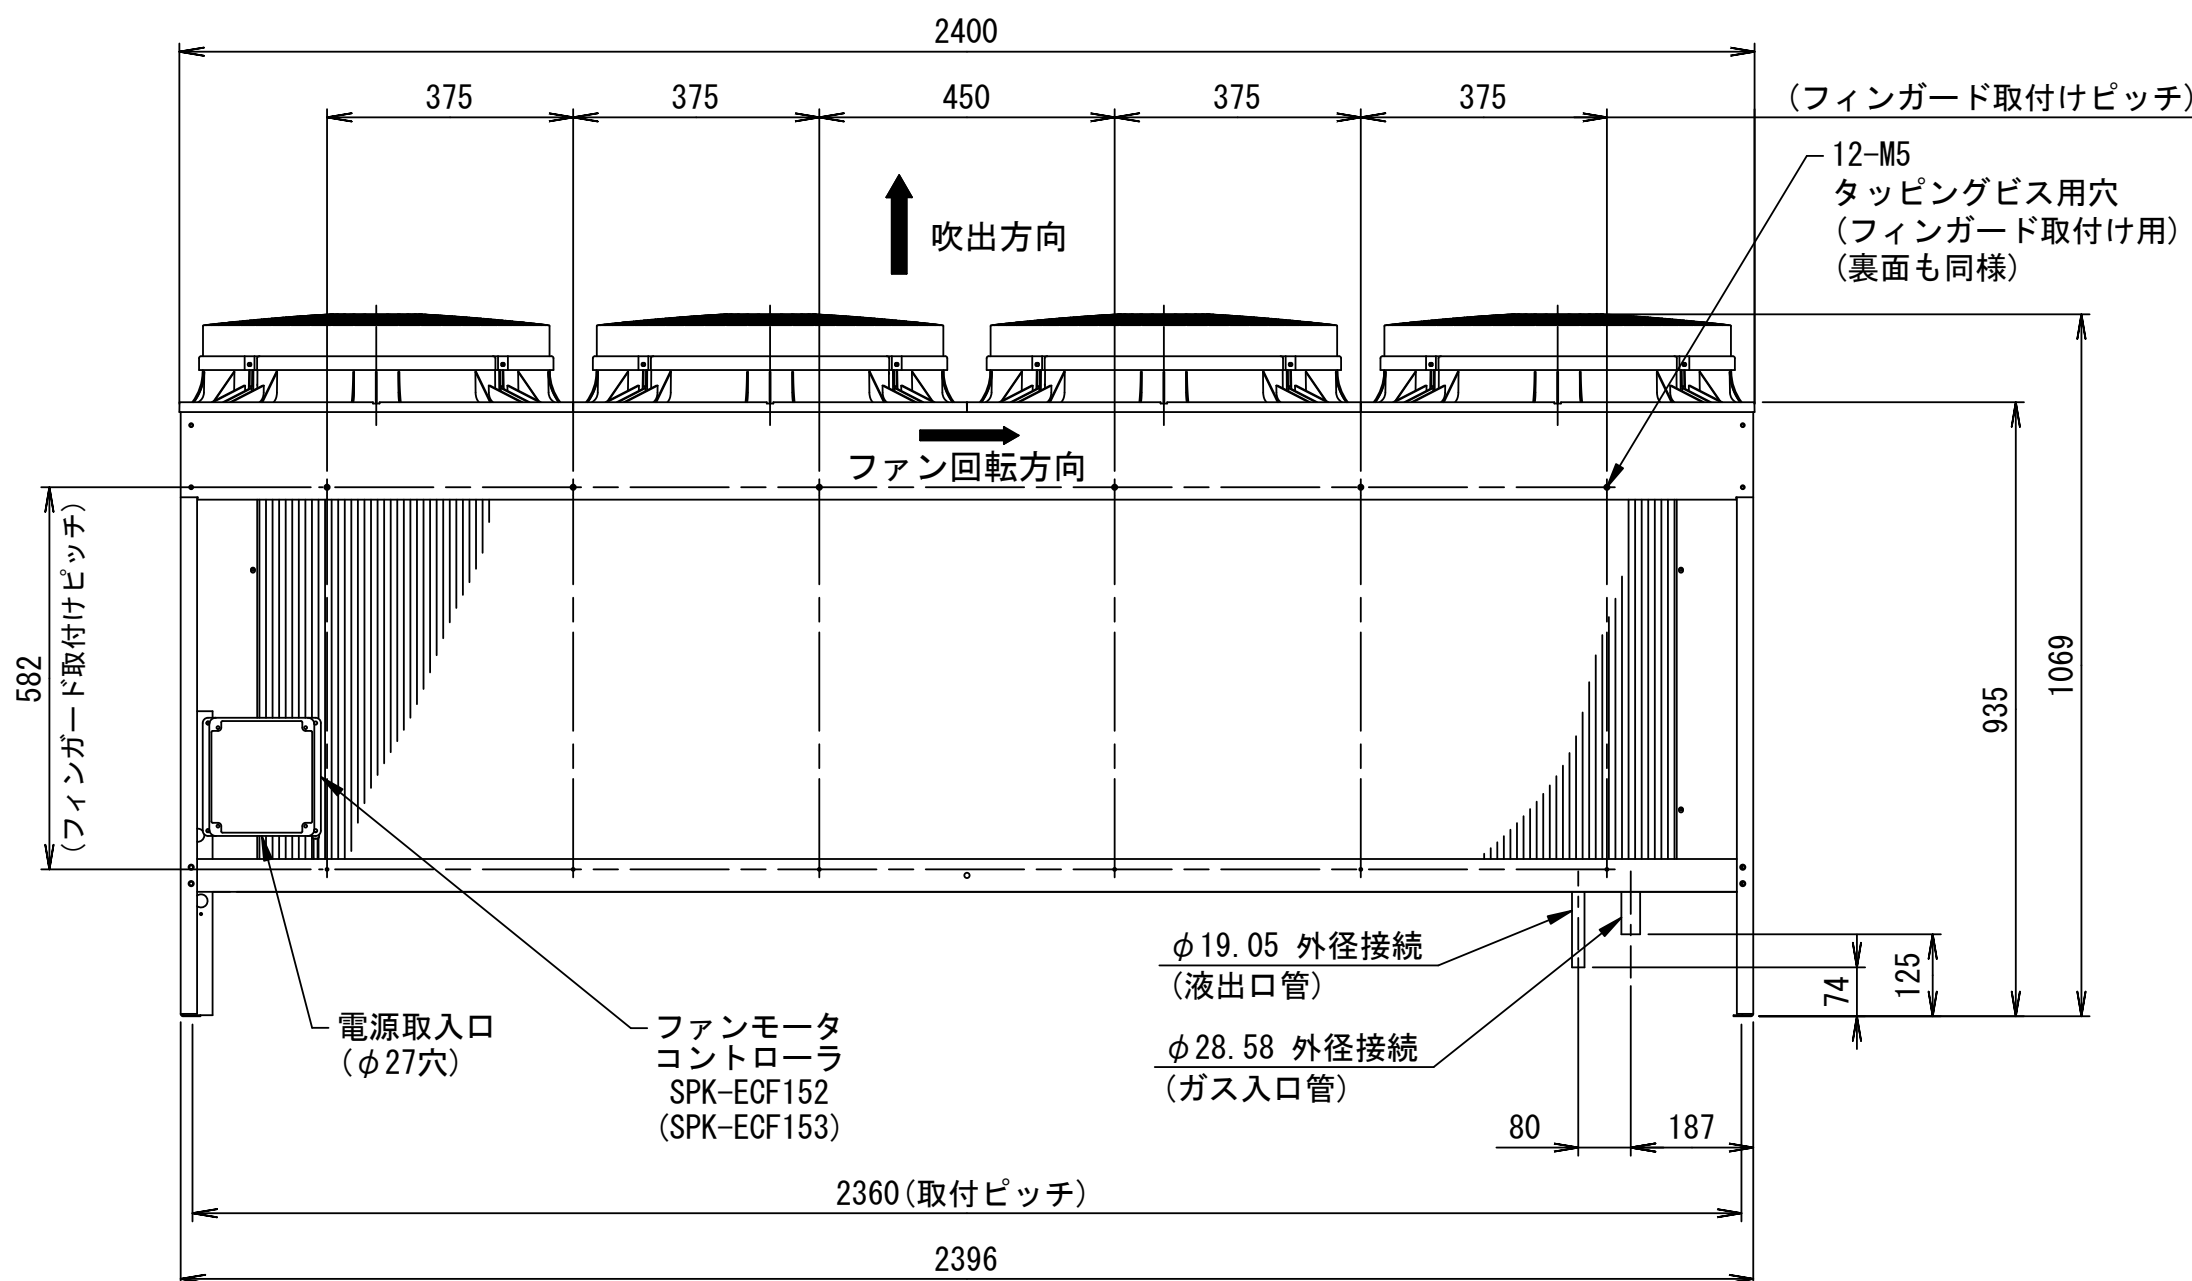 2400
375
375
450
375
375
(フィンガード取付けピッチ)
12-M5
タッピングビス用穴
(フィンガード取付け用)
(裏面も同様)
吹出方向
ファン回転方向
582
(フィンガード取付けピッチ)
935
1069
φ19.05 外径接続
(液出口管)
74
125
電源取入口
(φ27穴)
ファンモータ
コントローラ
SPK-ECF152
(SPK-ECF153)
φ28.58 外径接続
(ガス入口管)
80
187
2360(取付ピッチ)
2396